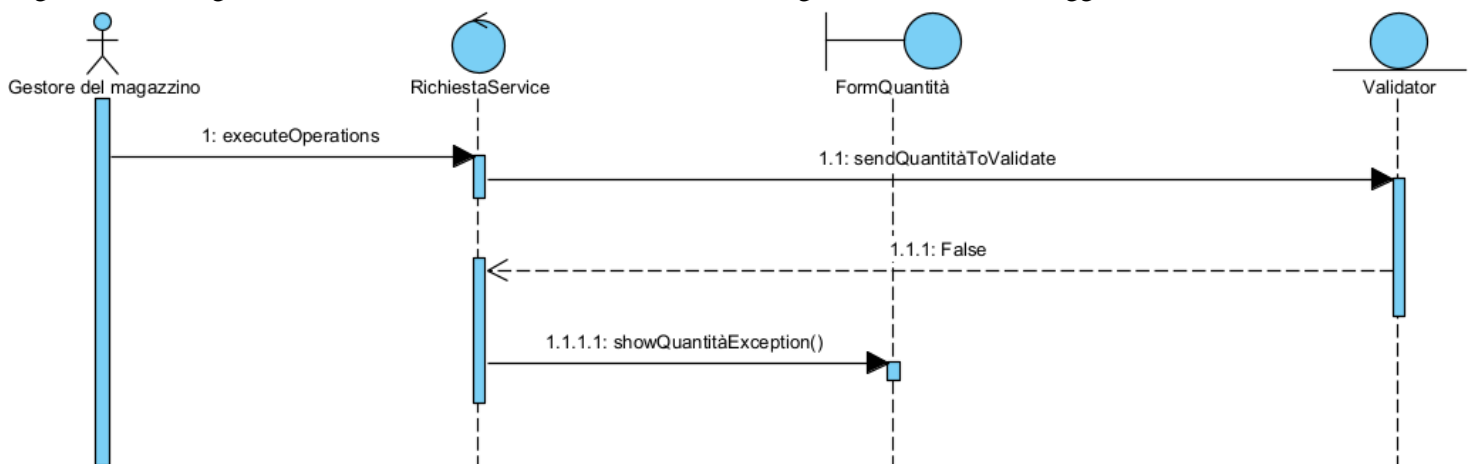 Gestore del magazzino
RichiestaService
FormQuantità
Validator
1: executeOperations
1.1: sendQuantitàToValidate
1.1.1: False
1.1.1.1: showQuantitàException()